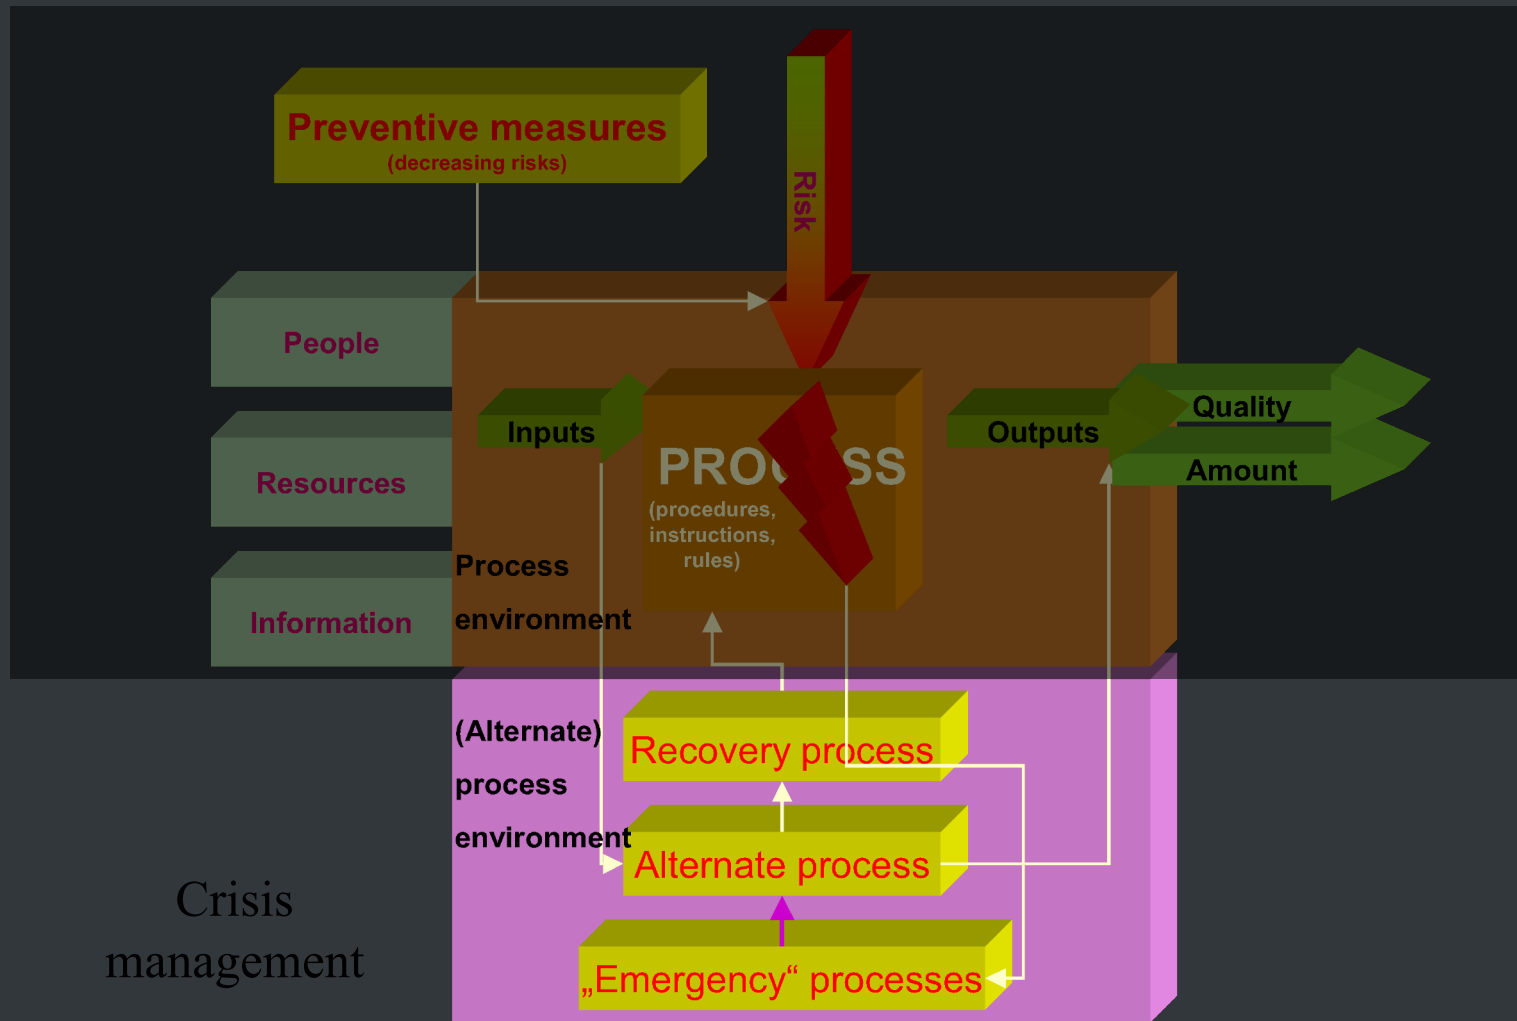 Preventive measures
(decreasing risks)
Risk
People
Resources
Information
Inputs
PROCESS
(procedures,
instructions,
rules)
Outputs
Quality
Amount
Process
environment
(Alternate)
process
environment
Recovery process
Alternate process
„Emergency“ processes
Crisis
management